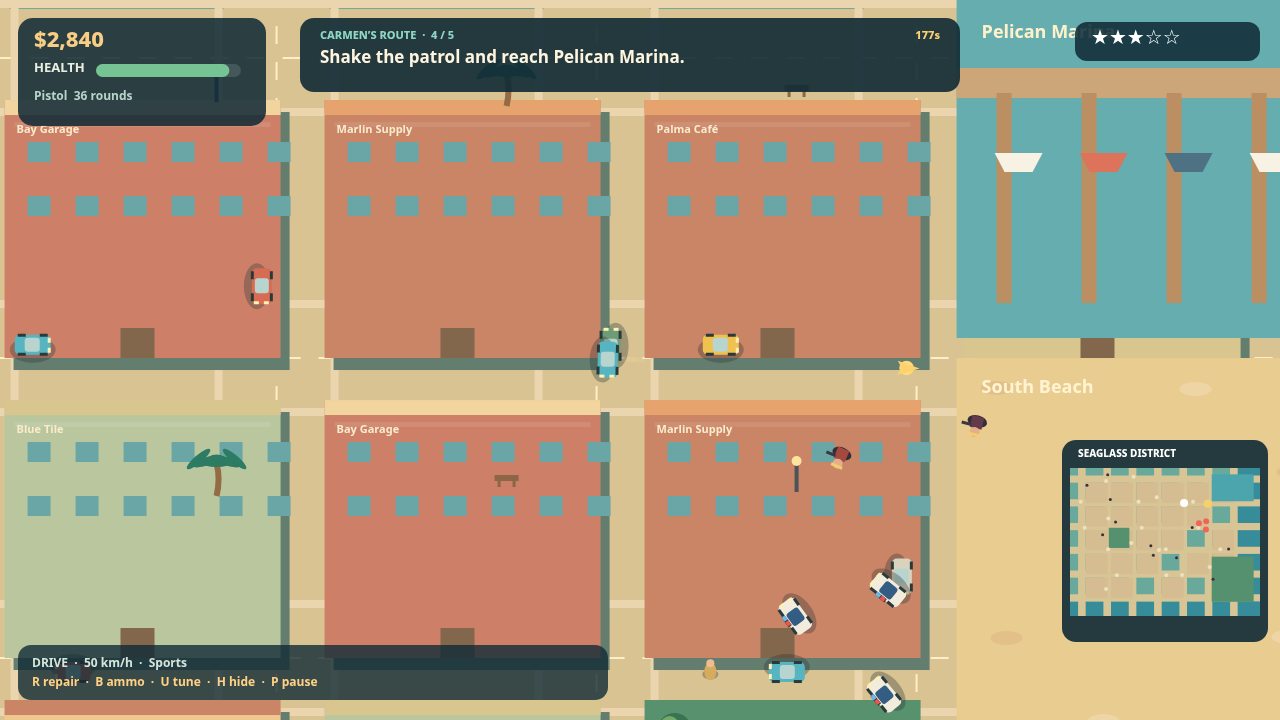 $2,840
HEALTH
Pistol 36 rounds
CARMEN'S ROUTE · 4 / 5
177s
Shake the patrol and reach Pelican Marina.
Pelican Mar
★★★☆☆
Bay Garage
Marlin Supply
Palma Café
South Beach
Blue Tile
Bay Garage
Marlin Supply
SEAGLASS DISTRICT
DRIVE · 50 km/h · Sports
R repair · B ammo · U tune · H hide · P pause